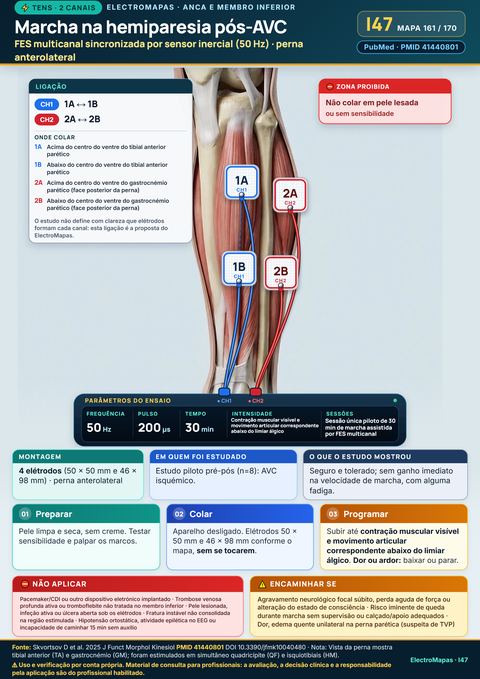 ⚡ TENS · 2 CANAIS ELECTROMAPAS · ANCA E MEMBRO INFERIOR
Marcha na hemiparesia pós-AVC
FES multicanal sincronizada por sensor inercial (50 Hz) · perna
anterolateral
I47 MAPA 161 / 170
PubMed · PMID 41440801
LIGAÇÃO
CH1 1A ↔ 1B
CH2 2A ↔ 2B
ONDE COLAR
1A Acima do centro do ventre do tibial anterior
parético
1B Abaixo do centro do ventre do tibial anterior
parético
2A Acima do centro do ventre do gastrocnémio
parético (face posterior da perna)
2B Abaixo do centro do ventre do gastrocnémio
parético (face posterior da perna)
O estudo não define com clareza que elétrodos
formam cada canal: esta ligação é a proposta do
ElectroMapas.
⛔ ZONA PROIBIDA
Não colar em pele lesada
ou sem sensibilidade
1A
CH1
2A
CH2
1B
CH1
2B
CH2
CH1
CH2
PARÂMETROS DO ENSAIO
FREQUÊNCIA
50 Hz
PULSO
200 µs
TEMPO
30 min
INTENSIDADE
Contração muscular visível e
movimento articular correspondente
abaixo do limiar álgico
SESSÕES
Sessão única piloto de 30
min de marcha assistida
por FES multicanal
MONTAGEM
4 elétrodos (50 × 50 mm e 46 ×
98 mm) · perna anterolateral
EM QUEM FOI ESTUDADO
Estudo piloto pré-pós (n=8): AVC
isquémico.
O QUE O ESTUDO MOSTROU
Seguro e tolerado; sem ganho imediato
na velocidade de marcha, com alguma
fadiga.
01 Preparar
Pele limpa e seca, sem creme. Testar
sensibilidade e palpar os marcos.
02 Colar
Aparelho desligado. Elétrodos 50 ×
50 mm e 46 × 98 mm conforme o
mapa, sem se tocarem.
03 Programar
Subir até contração muscular visível
e movimento articular
correspondente abaixo do limiar
álgico. Dor ou ardor: baixar ou parar.
⛔ NÃO APLICAR
Pacemaker/CDI ou outro dispositivo eletrónico implantado · Trombose venosa
profunda ativa ou tromboflebite não tratada no membro inferior · Pele lesionada,
infeção ativa ou úlcera aberta sob os elétrodos · Fratura instável não consolidada
na região estimulada · Hipotensão ortostática, atividade epilética no EEG ou
incapacidade de caminhar 15 min sem auxílio
⚠ ENCAMINHAR SE
Agravamento neurológico focal súbito, perda aguda de força ou
alteração do estado de consciência · Risco iminente de queda
durante marcha sem supervisão ou calçado/apoio adequados ·
Dor, edema quente unilateral na perna parética (suspeita de TVP)
Fonte: Skvortsov D et al. 2025 J Funct Morphol Kinesiol PMID 41440801 DOI 10.3390/jfmk10040480 · Nota: Vista da perna mostra
tibial anterior (TA) e gastrocnémio (GM); foram estimulados em simultâneo quadricípite (QF) e isquiotibiais (HM).
⚠ Uso e verificação por conta própria. Material de consulta para profissionais: a avaliação, a decisão clínica e a responsabilidade
pela aplicação são do profissional habilitado.
ElectroMapas · I47